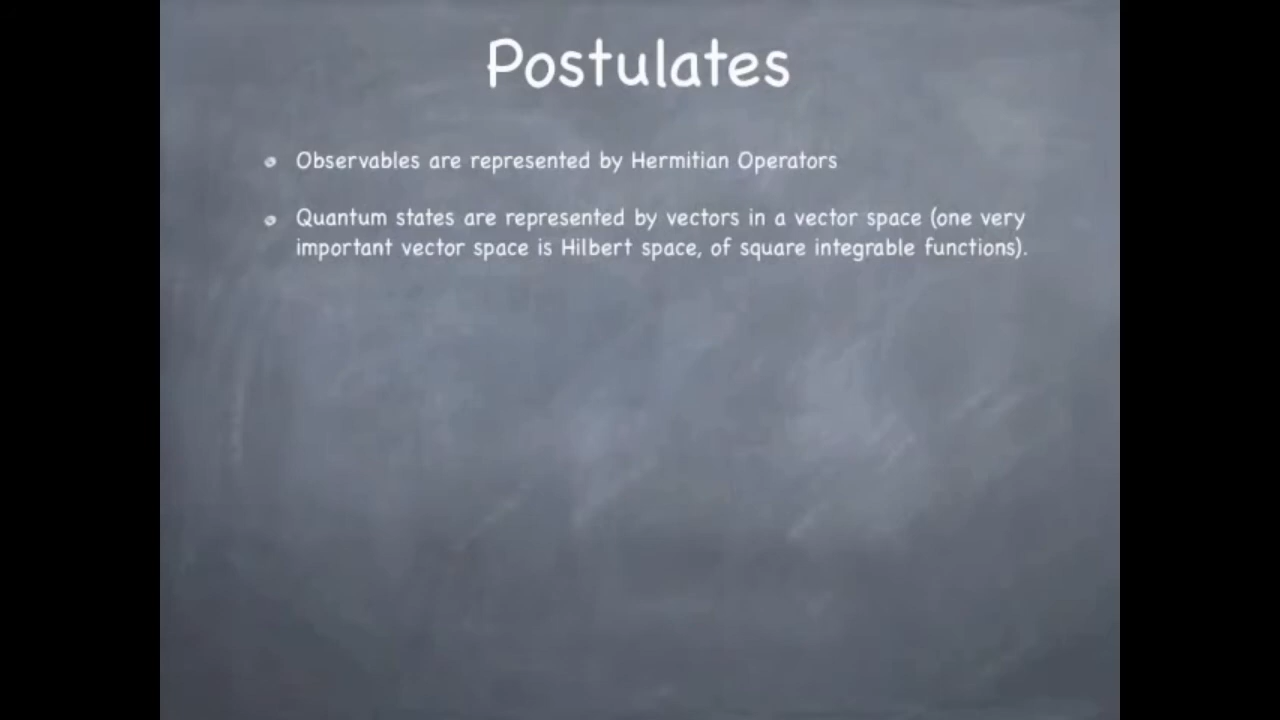 Postulates
Observables are represented by Hermitian Operators
Quantum states are represented by vectors in a vector space (one very
important vector space is Hilbert space, of square integrable functions).